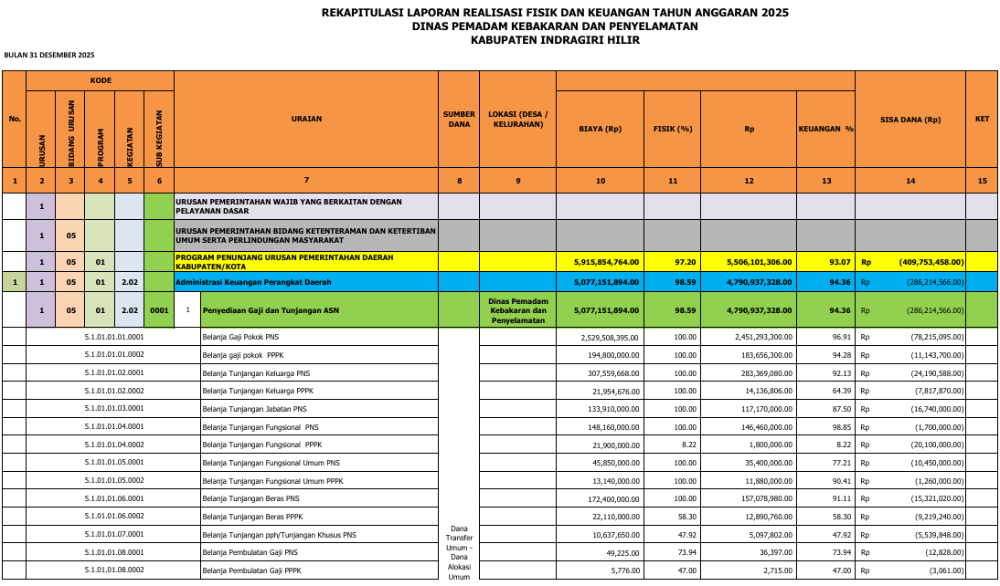 REKAPITULASI LAPORAN REALISASI FISIK DAN KEUANGAN TAHUN ANGGARAN 2025
DINAS PEMADAM KEBAKARAN DAN PENYELAMATAN
KABUPATEN INDRAGIRI HILIR
BULAN 31 DESEMBER 2025
No. KODE URAIAN SUMBER DANA LOKASI (DESA / KELURAHAN) SISA DANA (Rp) KET
URUSAN BIDANG URUSAN PROGRAM KEGIATAN SUB KEGIATAN BIAYA (Rp) FISIK (%) Rp KEUANGAN %
1 2 3 4 5 6 7 8 9 10 11 12 13 14 15
1 URUSAN PEMERINTAHAN WAJIB YANG BERKAITAN DENGAN
PELAYANAN DASAR
1 05 URUSAN PEMERINTAHAN BIDANG KETENTERAMAN DAN KETERTIBAN
UMUM SERTA PERLINDUNGAN MASYARAKAT
1 05 01 PROGRAM PENUNJANG URUSAN PEMERINTAHAN DAERAH
KABUPATEN/KOTA 5,915,854,764.00 97.20 5,506,101,306.00 93.07 Rp (409,753,458.00)
1 1 05 01 2.02 Administrasi Keuangan Perangkat Daerah 5,077,151,894.00 98.59 4,790,937,328.00 94.36 Rp (286,214,566.00)
1 05 01 2.02 0001 1 Penyediaan Gaji dan Tunjangan ASN Dinas Pemadam Kebakaran dan Penyelamatan 5,077,151,894.00 98.59 4,790,937,328.00 94.36 Rp (286,214,566.00)
5.1.01.01.01.0001 Belanja Gaji Pokok PNS 2,529,508,395.00 100.00 2,451,293,300.00 96.91 Rp (78,215,095.00)
5.1.01.01.01.0002 Belanja gaji pokok PPPK 194,800,000.00 100.00 183,656,300.00 94.28 Rp (11,143,700.00)
5.1.01.01.02.0001 Belanja Tunjangan Keluarga PNS 307,559,668.00 100.00 283,369,080.00 92.13 Rp (24,190,588.00)
5.1.01.01.02.0002 Belanja Tunjangan Keluarga PPPK 21,954,676.00 100.00 14,136,806.00 64.39 Rp (7,817,870.00)
5.1.01.01.03.0001 Belanja Tunjangan Jabatan PNS 133,910,000.00 100.00 117,170,000.00 87.50 Rp (16,740,000.00)
5.1.01.01.04.0001 Belanja Tunjangan Fungsional PNS 148,160,000.00 100.00 146,460,000.00 98.85 Rp (1,700,000.00)
5.1.01.01.04.0002 Belanja Tunjangan Fungsional PPPK 21,900,000.00 8.22 1,800,000.00 8.22 Rp (20,100,000.00)
5.1.01.01.05.0001 Belanja Tunjangan Fungsional Umum PNS 45,850,000.00 100.00 35,400,000.00 77.21 Rp (10,450,000.00)
5.1.01.01.05.0002 Belanja Tunjangan Fungsional Umum PPPK 13,140,000.00 100.00 11,880,000.00 90.41 Rp (1,260,000.00)
5.1.01.01.06.0001 Belanja Tunjangan Beras PNS 172,400,000.00 100.00 157,078,980.00 91.11 Rp (15,321,020.00)
5.1.01.01.06.0002 Belanja Tunjangan Beras PPPK 22,110,000.00 58.30 12,890,760.00 58.30 Rp (9,219,240.00)
5.1.01.01.07.0001 Belanja Tunjangan pph/Tunjangan Khusus PNS 10,637,650.00 47.92 5,097,802.00 47.92 Rp (5,539,848.00)
5.1.01.01.08.0001 Belanja Pembulatan Gaji PNS 49,225.00 73.94 36,397.00 73.94 Rp (12,828.00)
5.1.01.01.08.0002 Belanja Pembulatan Gaji PPPK 5,776.00 47.00 2,715.00 47.00 Rp (3,061.00)
Dana
Transfer
Umum -
Dana
Alokasi
Umum